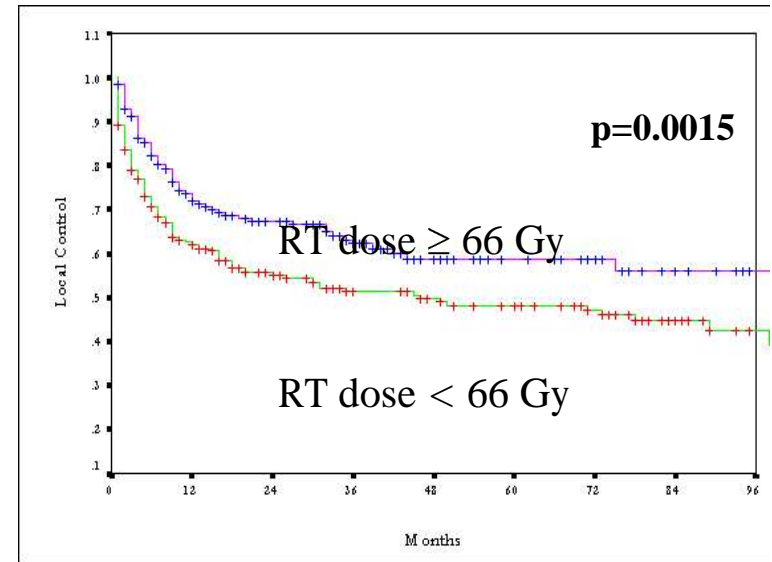 1.1
1.0
.9
.8
.7
.6
.5
.4
.3
.2
.1
Local Control
p=0.0015
RT dose ≥ 66 Gy
RT dose < 66 Gy
0 12 24 36 48 60 72 84 96
Months